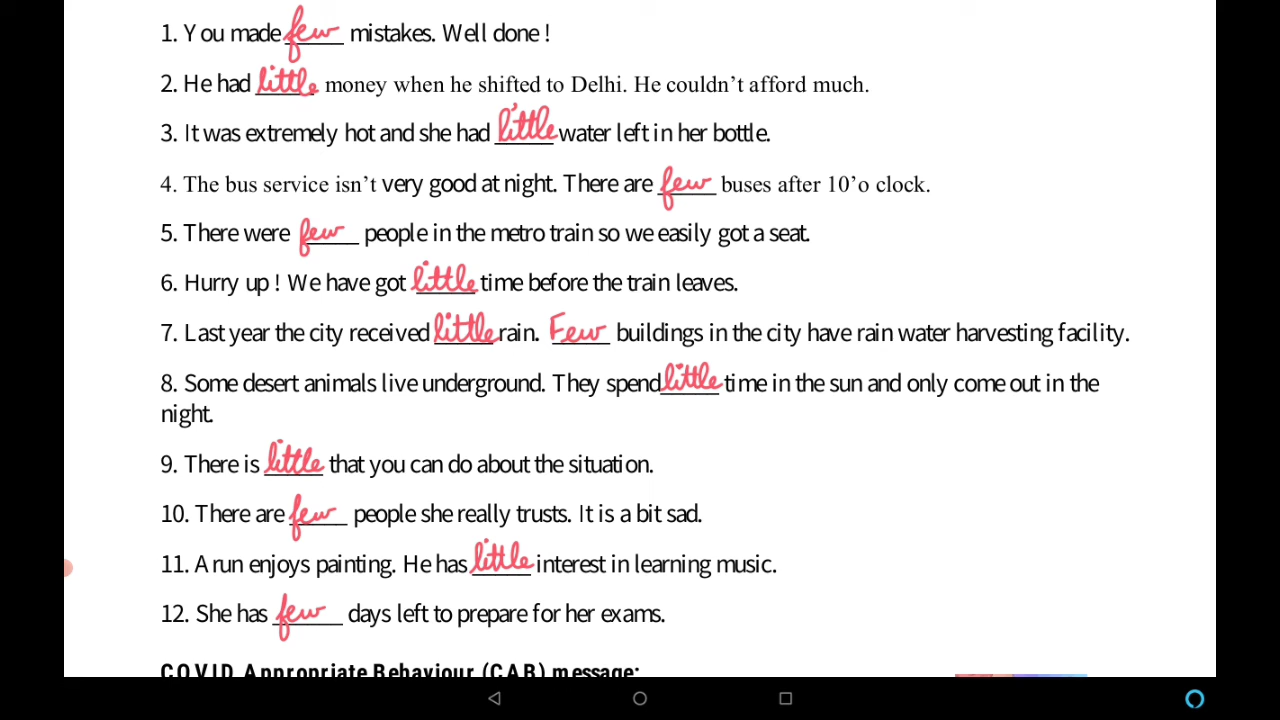 1. You made few mistakes. Well done !
2. He had little money when he shifted to Delhi. He couldn't afford much.
3. It was extremely hot and she had little water left in her bottle.
4. The bus service isn't very good at night. There are few buses after 10'o clock.
5. There were few people in the metro train so we easily got a seat.
6. Hurry up ! We have got little time before the train leaves.
7. Last year the city received little rain. Few buildings in the city have rain water harvesting facility.
8. Some desert animals live underground. They spend little time in the sun and only come out in the
night.
9. There is little that you can do about the situation.
10. There are few people she really trusts. It is a bit sad.
11. Arun enjoys painting. He has little interest in learning music.
12. She has few days left to prepare for her exams.
COVID Appropriate Behaviour (CAB) message: